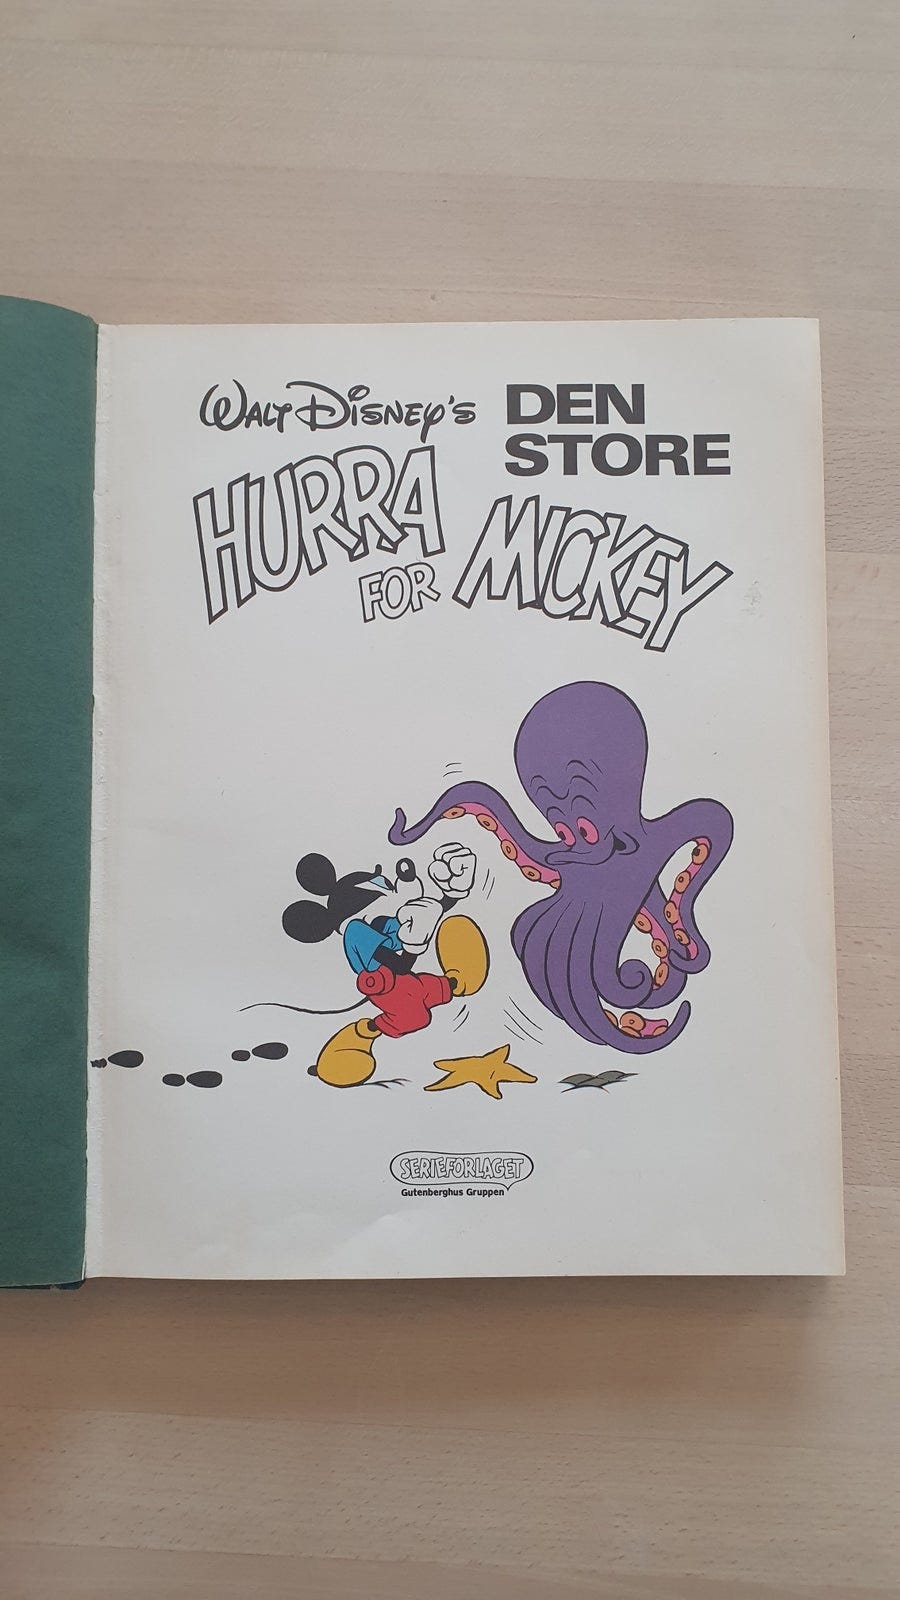 WALT DISNEY'S DEN
STORE
HURRA
FOR MICKEY
SERIEFORLAGET
Gutenberghus Gruppen